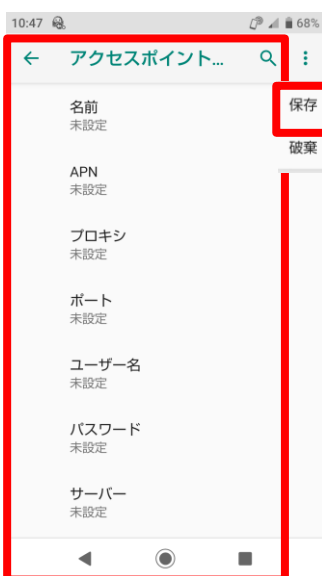 10:47 68%
アクセスポイント...
保存
破棄
名前
未設定
APN
未設定
プロキシ
未設定
ポート
未設定
ユーザー名
未設定
パスワード
未設定
サーバー
未設定